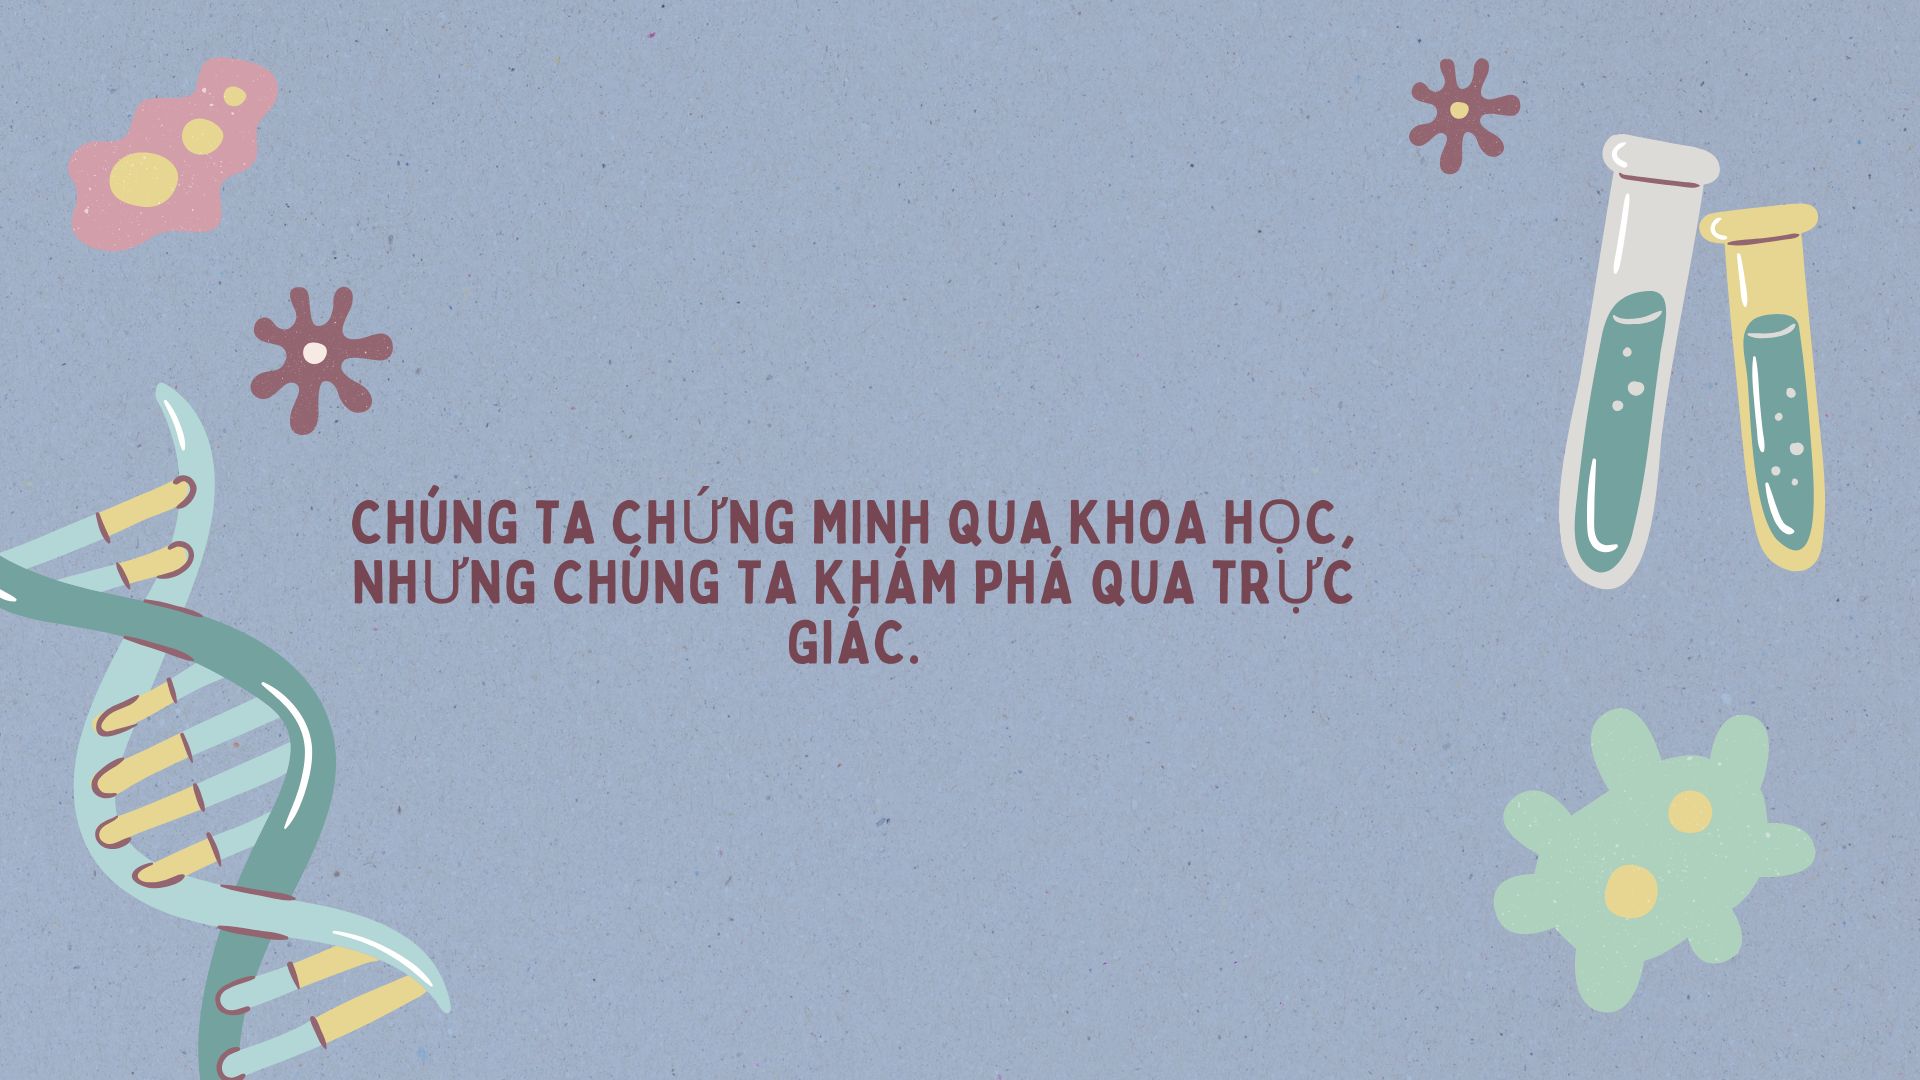 CHÚNG TA CHỨNG MINH QUA KHOA HỌC,
NHƯNG CHÚNG TA KHÁM PHÁ QUA TRỰC
GIÁC.